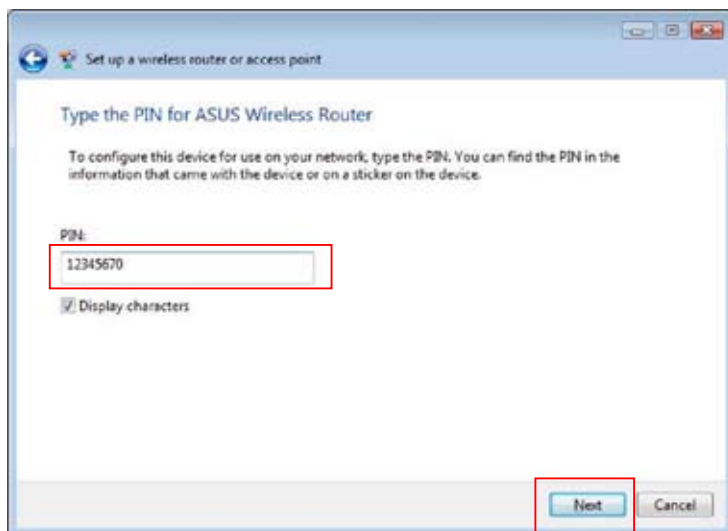 Set up a wireless router or access point
Type the PIN for ASUS Wireless Router
To configure this device for use on your network, type the PIN. You can find the PIN in the
information that came with the device or on a sticker on the device.
PIN:
12345670
Display characters
Next Cancel